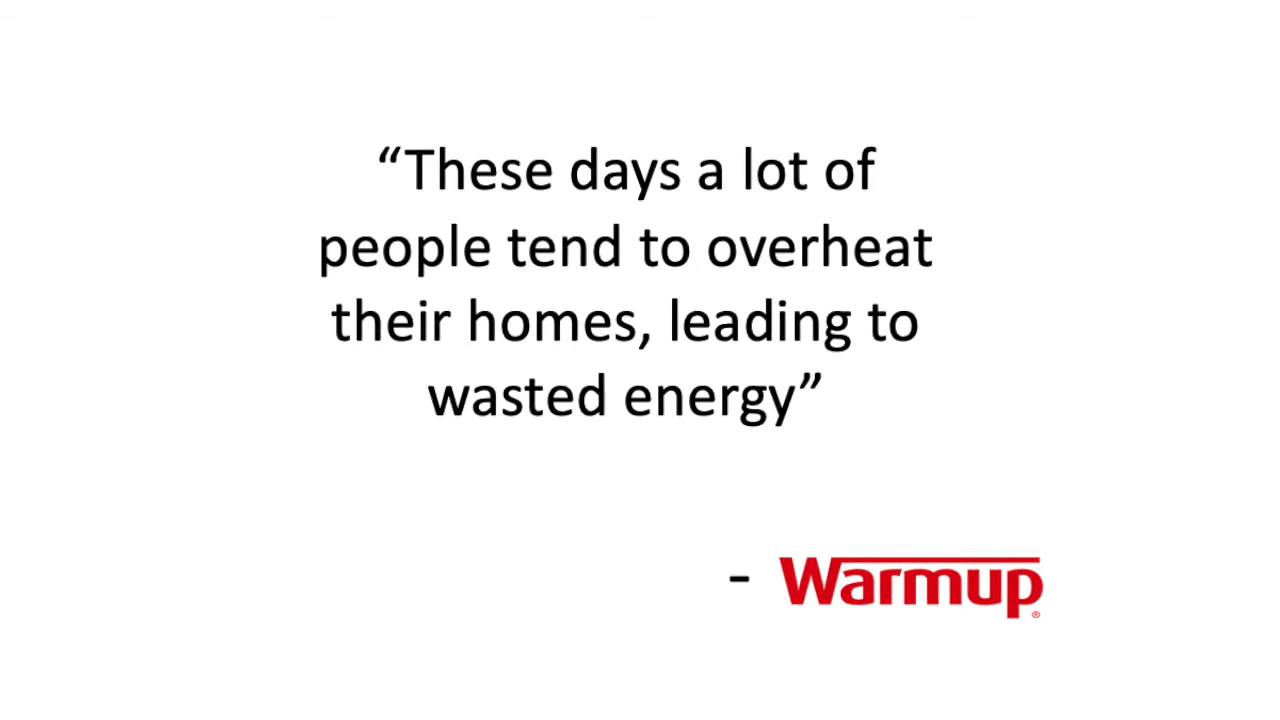 “These days a lot of
people tend to overheat
their homes, leading to
wasted energy”
- Warmup®